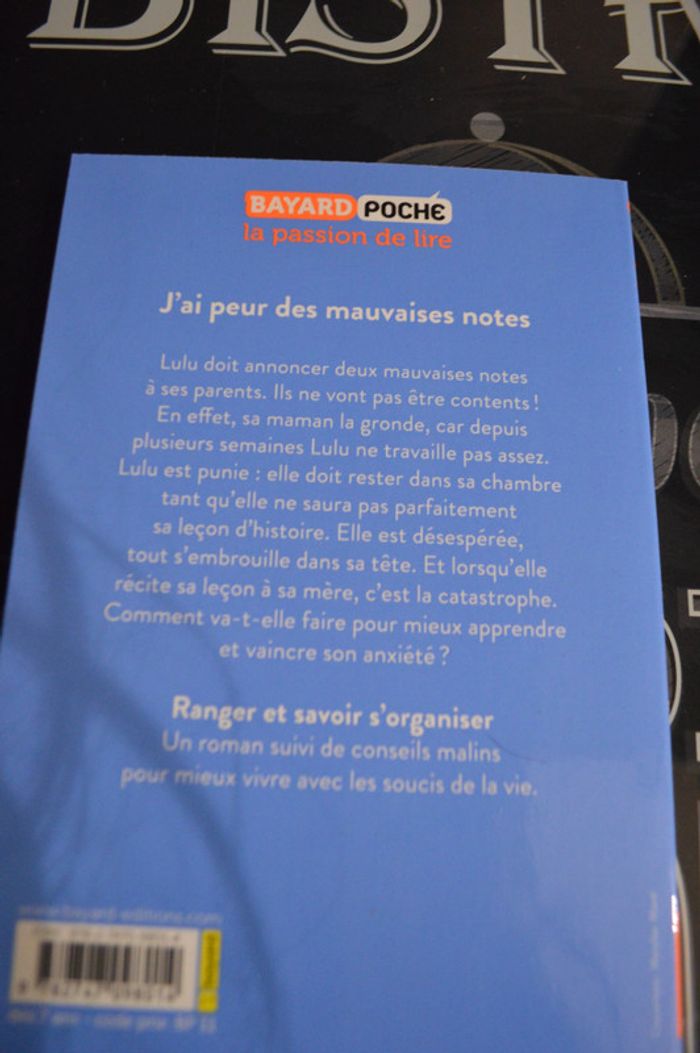 BISTR
BAYARD POCHE
la passion de lire
J'ai peur des mauvaises notes
Lulu doit annoncer deux mauvaises notes
à ses parents. Ils ne vont pas être contents !
En effet, sa maman la gronde, car depuis
plusieurs semaines Lulu ne travaille pas assez.
Lulu est punie : elle doit rester dans sa chambre
tant qu'elle ne saura pas parfaitement
sa leçon d'histoire. Elle est désespérée,
tout s'embrouille dans sa tête. Et lorsqu'elle
récite sa leçon à sa mère, c'est la catastrophe.
Comment va-t-elle faire pour mieux apprendre
et vaincre son anxiété ?
Ranger et savoir s'organiser
Un roman suivi de conseils malins
pour mieux vivre avec les soucis de la vie.
www.bayard-editions.com